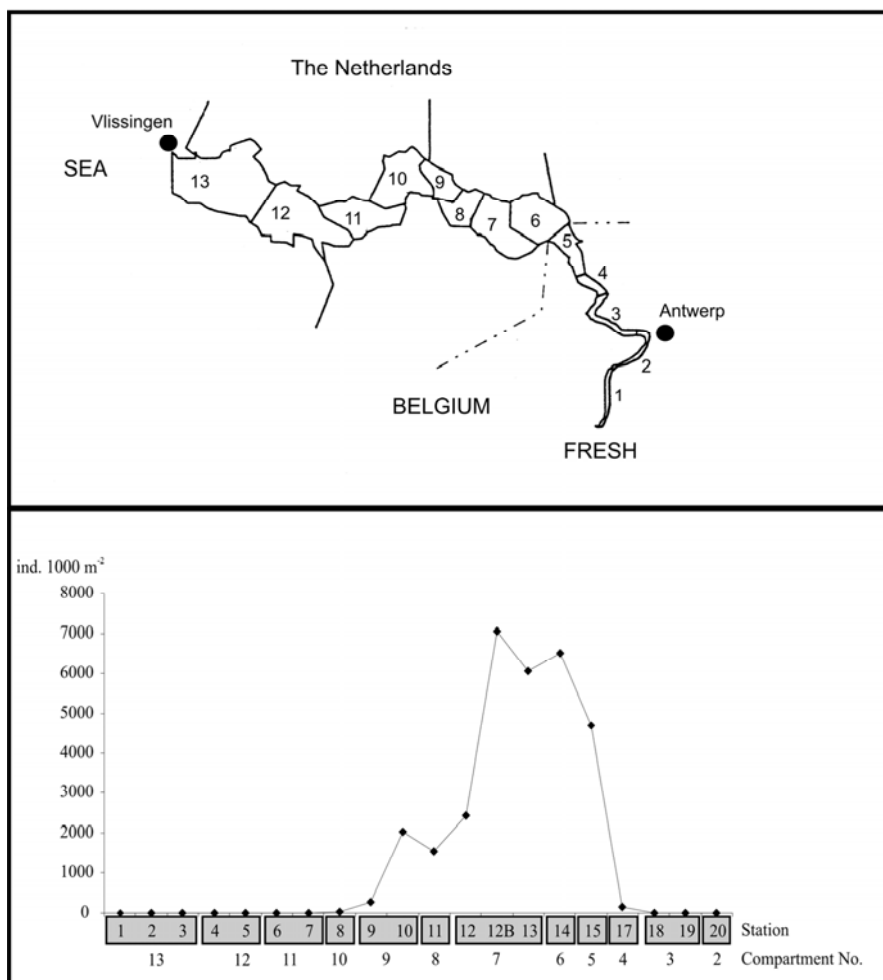 The Netherlands
Vlissingen
SEA
13
12
11
10
9
8
7
6
5
4
3
Antwerp
2
1
BELGIUM
FRESH
ind. 1000 m-2
8000
7000
6000
5000
4000
3000
2000
1000
0
1 2 3 4 5 6 7 8 9 10 11 12 12B 13 14 15 17 18 19 20 Station
13 12 11 10 9 8 7 6 5 4 3 2 Compartment No.